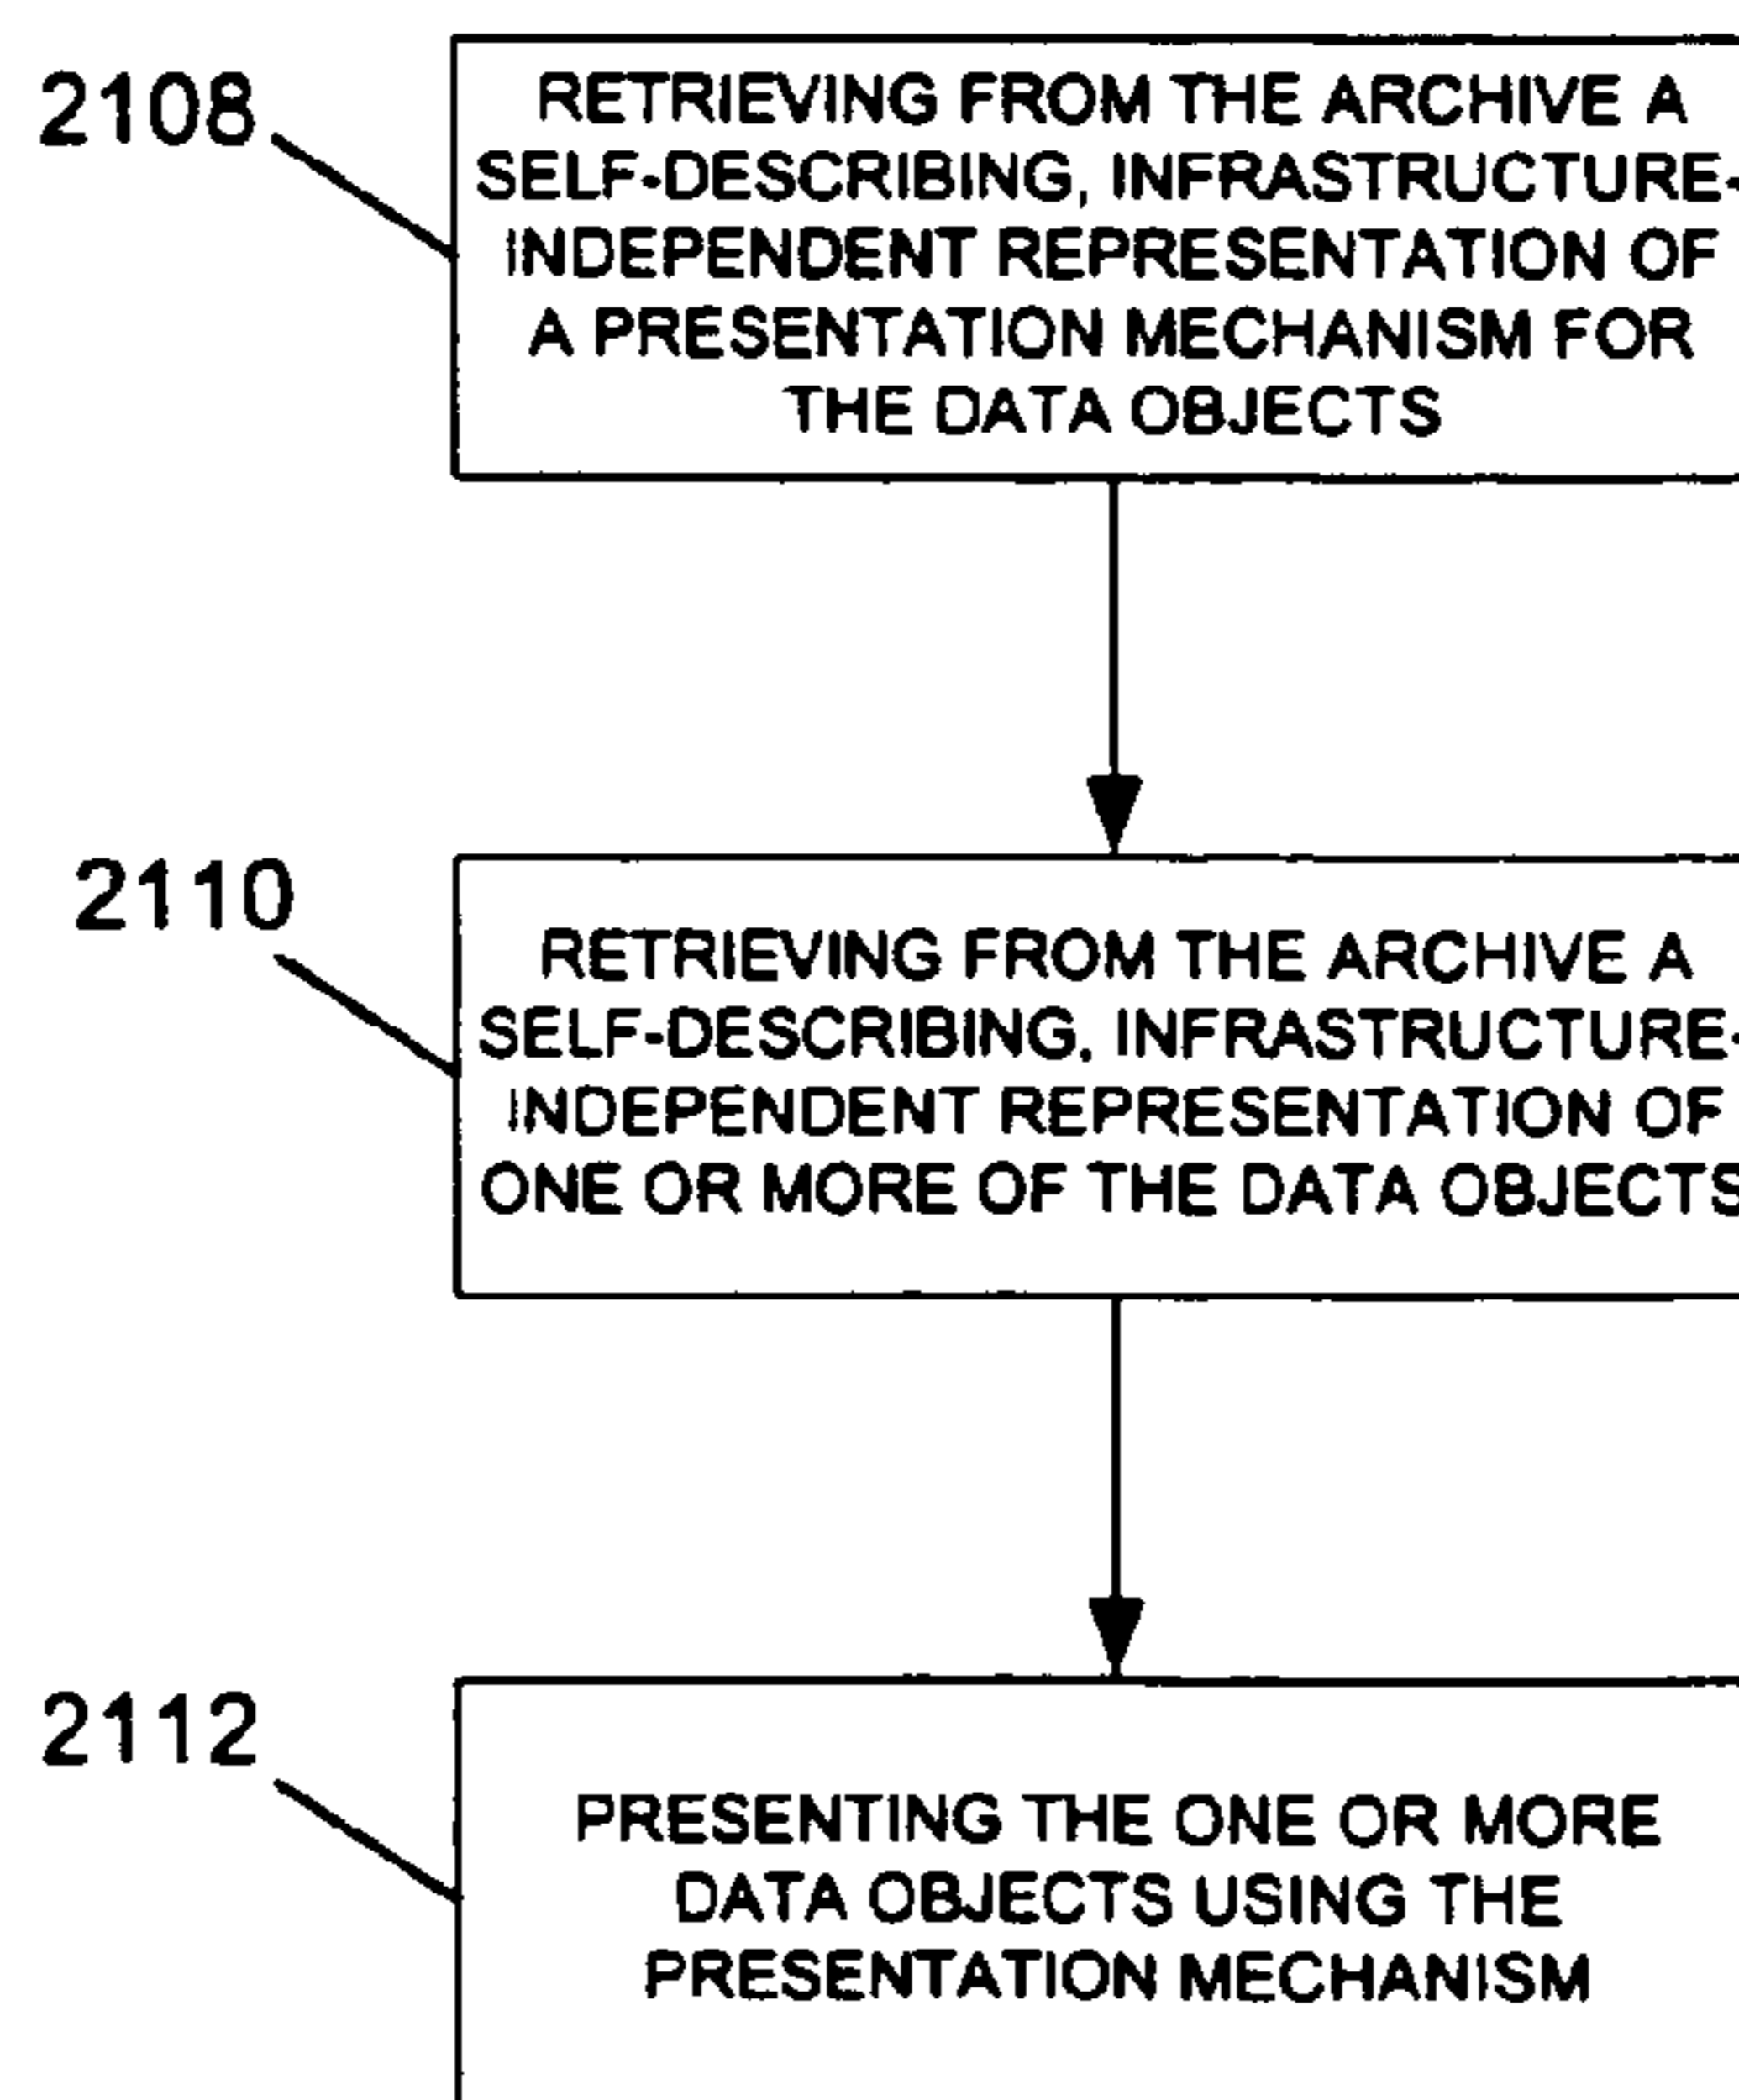 2108
RETRIEVING FROM THE ARCHIVE A
SELF-DESCRIBING, INFRASTRUCTURE-
INDEPENDENT REPRESENTATION OF
A PRESENTATION MECHANISM FOR
THE DATA OBJECTS
2110
RETRIEVING FROM THE ARCHIVE A
SELF-DESCRIBING, INFRASTRUCTURE-
INDEPENDENT REPRESENTATION OF
ONE OR MORE OF THE DATA OBJECTS
2112
PRESENTING THE ONE OR MORE
DATA OBJECTS USING THE
PRESENTATION MECHANISM